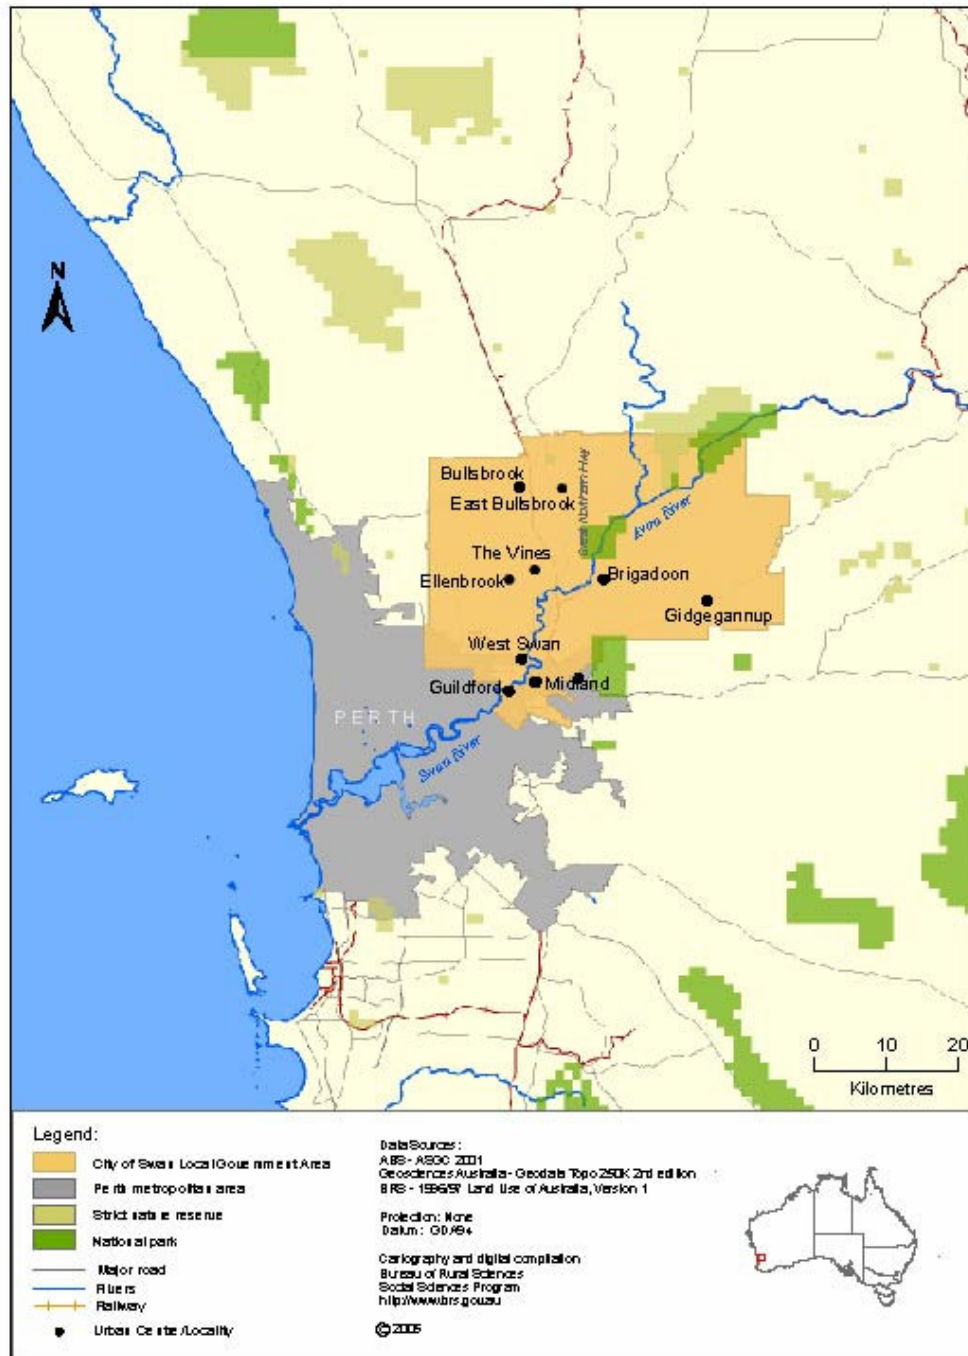 N
Bullsbrook
East Bullsbrook
Great Northern Hwy
Avon River
The Vines
Ellenbrook
Brigadoon
Gidgegannup
West Swan
Guildford
Midland
PERTH
Swan River
0 10 20
Kilometres
Legend:
City of Swan Local Government Area
Perth metropolitan area
Strict nature reserve
National park
Major road
Rivers
Railway
Urban Centre/Locality
Data Sources:
ABS - ASGC 2001
Geosciences Australia - Geodata Topo 250K 2nd edition
BRS - 1996/97 Land Use of Australia, Version 1
Projection: None
Datum: GDA94
Cartography and digital compilation
Bureau of Rural Sciences
Social Sciences Program
http://www.brs.gov.au